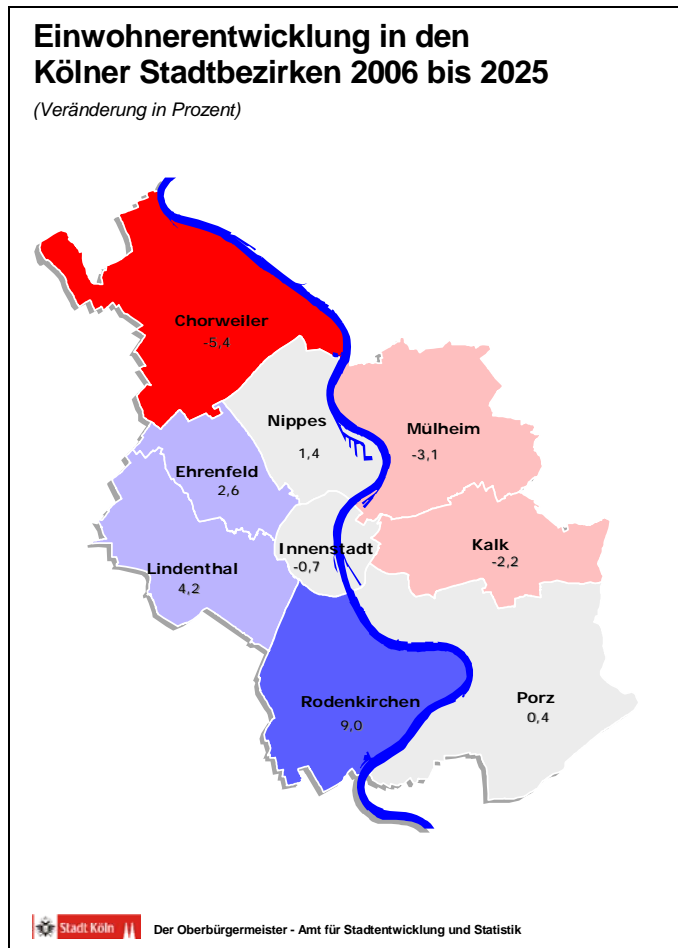 Einwohnerentwicklung in den
Kölner Stadtbezirken 2006 bis 2025
(Veränderung in Prozent)
Chorweiler
-5,4
Nippes
1,4
Mülheim
-3,1
Ehrenfeld
2,6
Innenstadt
-0,7
Kalk
-2,2
Lindenthal
4,2
Rodenkirchen
9,0
Porz
0,4
Stadt Köln
Der Oberbürgermeister - Amt für Stadtentwicklung und Statistik